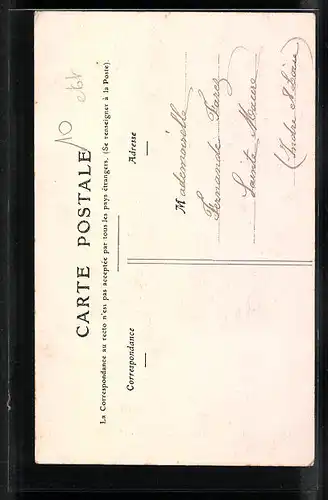 CARTE POSTALE
La Correspondance au recto n'est pas acceptée par tous les pays étrangers. (Se renseigner à la Poste).
Correspondance
Adresse
Mademoiselle
Fernande
Sainte Maure
(Indre & Loire)
10